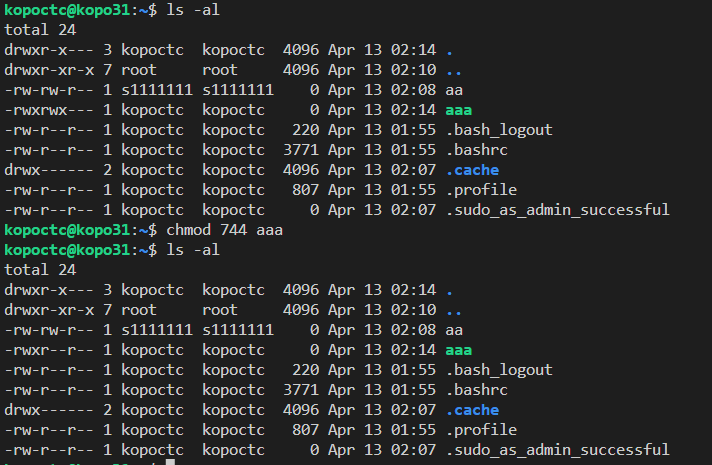 kopoctc@kopo31:~$ ls -al
total 24
drwxr-x--- 3 kopoctc  kopoctc  4096 Apr 13 02:14 .
drwxr-xr-x 7 root     root     4096 Apr 13 02:10 ..
-rw-rw-r-- 1 s1111111 s1111111    0 Apr 13 02:08 aa
-rwxrwx--- 1 kopoctc  kopoctc     0 Apr 13 02:14 aaa
-rw-r--r-- 1 kopoctc  kopoctc   220 Apr 13 01:55 .bash_logout
-rw-r--r-- 1 kopoctc  kopoctc  3771 Apr 13 01:55 .bashrc
drwx------ 2 kopoctc  kopoctc  4096 Apr 13 02:07 .cache
-rw-r--r-- 1 kopoctc  kopoctc   807 Apr 13 01:55 .profile
-rw-r--r-- 1 kopoctc  kopoctc     0 Apr 13 02:07 .sudo_as_admin_successful
kopoctc@kopo31:~$ chmod 744 aaa
kopoctc@kopo31:~$ ls -al
total 24
drwxr-x--- 3 kopoctc  kopoctc  4096 Apr 13 02:14 .
drwxr-xr-x 7 root     root     4096 Apr 13 02:10 ..
-rw-rw-r-- 1 s1111111 s1111111    0 Apr 13 02:08 aa
-rwxr--r-- 1 kopoctc  kopoctc     0 Apr 13 02:14 aaa
-rw-r--r-- 1 kopoctc  kopoctc   220 Apr 13 01:55 .bash_logout
-rw-r--r-- 1 kopoctc  kopoctc  3771 Apr 13 01:55 .bashrc
drwx------ 2 kopoctc  kopoctc  4096 Apr 13 02:07 .cache
-rw-r--r-- 1 kopoctc  kopoctc   807 Apr 13 01:55 .profile
-rw-r--r-- 1 kopoctc  kopoctc     0 Apr 13 02:07 .sudo_as_admin_successful